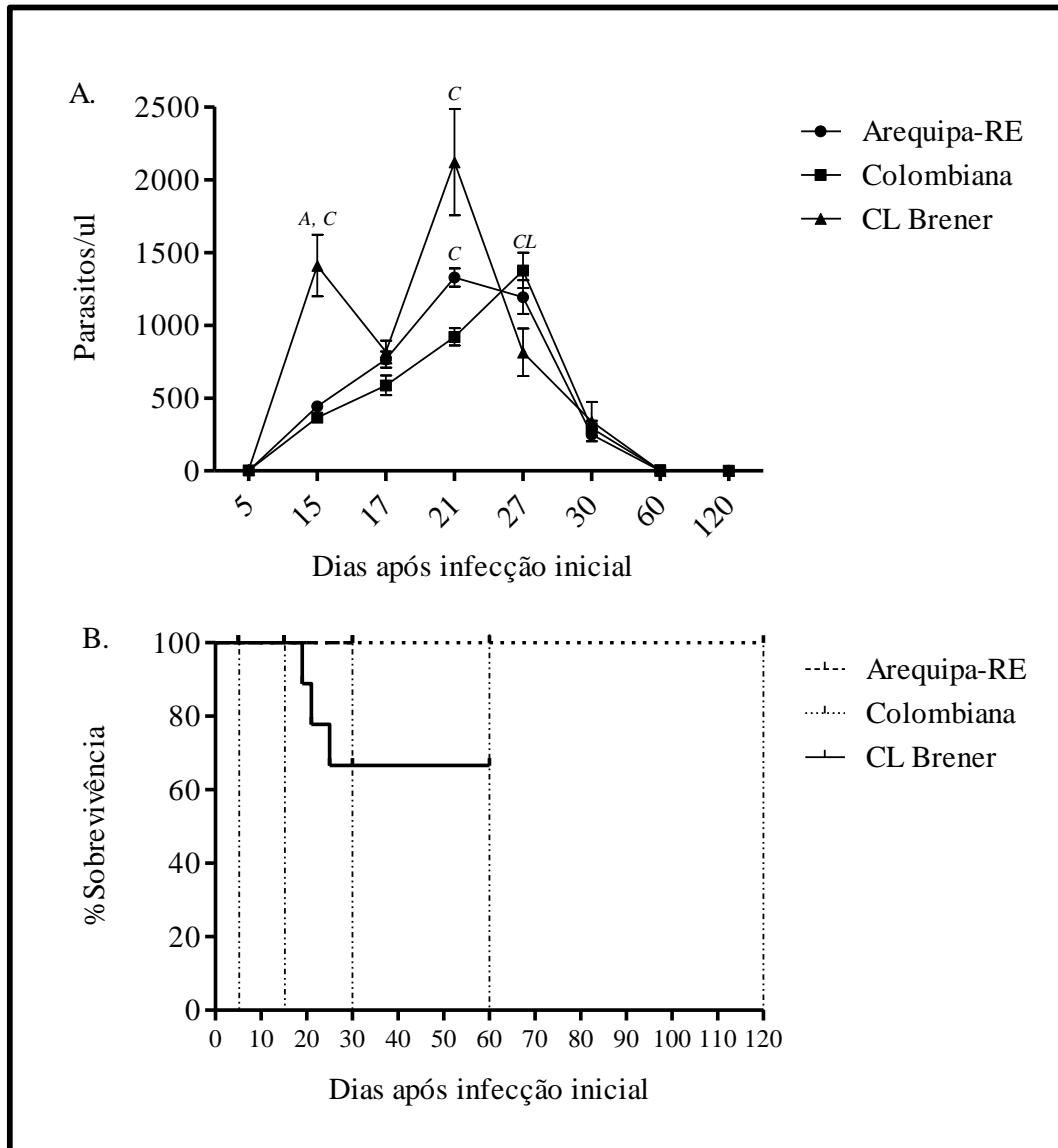 A.
Parasitos/ul
2500
2000
1500
1000
500
0
A, C
C
C
CL
Arequipa-RE
Colombiana
CL Brener
5 15 17 21 27 30 60 120
Dias após infecção inicial
B.
%Sobrevivência
100
80
60
40
20
0
Arequipa-RE
Colombiana
CL Brener
0 10 20 30 40 50 60 70 80 90 100 110 120
Dias após infecção inicial